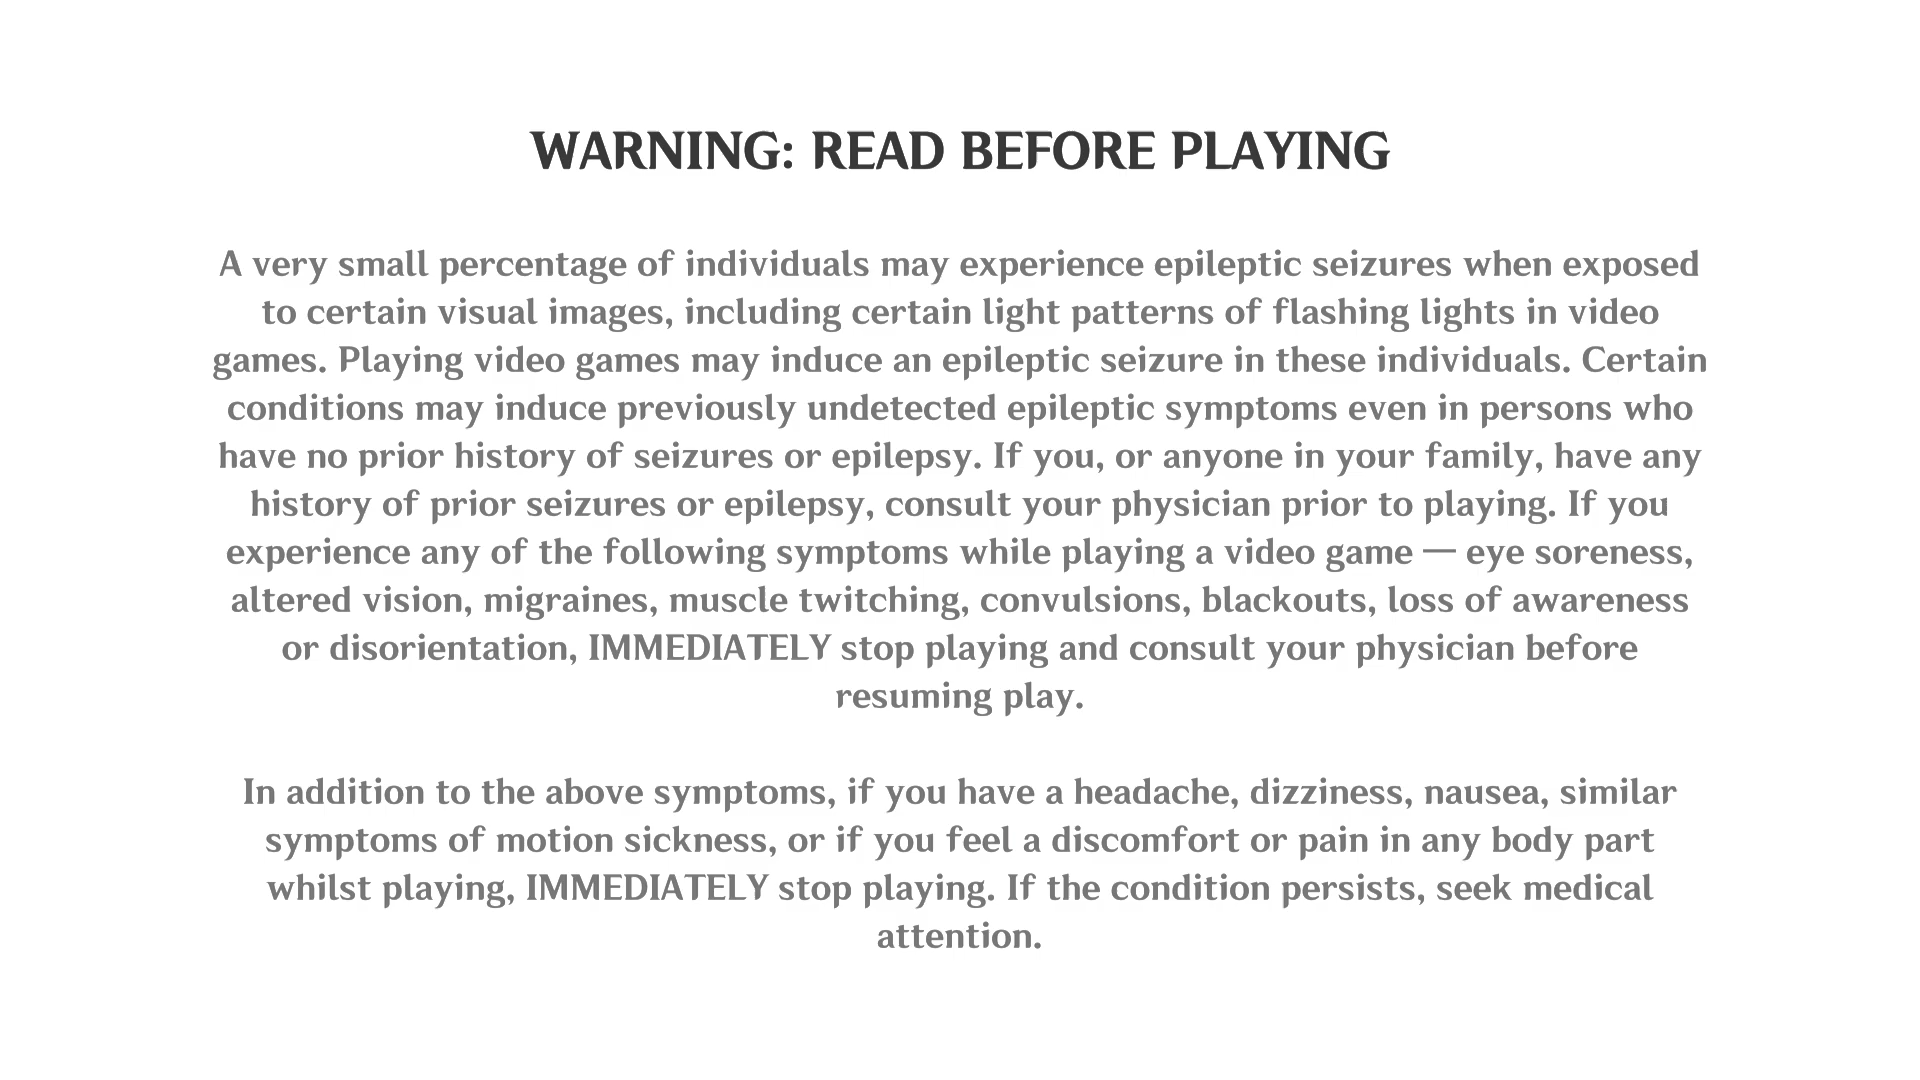 WARNING: READ BEFORE PLAYING
A very small percentage of individuals may experience epileptic seizures when exposed
to certain visual images, including certain light patterns of flashing lights in video
games. Playing video games may induce an epileptic seizure in these individuals. Certain
conditions may induce previously undetected epileptic symptoms even in persons who
have no prior history of seizures or epilepsy. If you, or anyone in your family, have any
history of prior seizures or epilepsy, consult your physician prior to playing. If you
experience any of the following symptoms while playing a video game — eye soreness,
altered vision, migraines, muscle twitching, convulsions, blackouts, loss of awareness
or disorientation, IMMEDIATELY stop playing and consult your physician before
resuming play.
In addition to the above symptoms, if you have a headache, dizziness, nausea, similar
symptoms of motion sickness, or if you feel a discomfort or pain in any body part
whilst playing, IMMEDIATELY stop playing. If the condition persists, seek medical
attention.